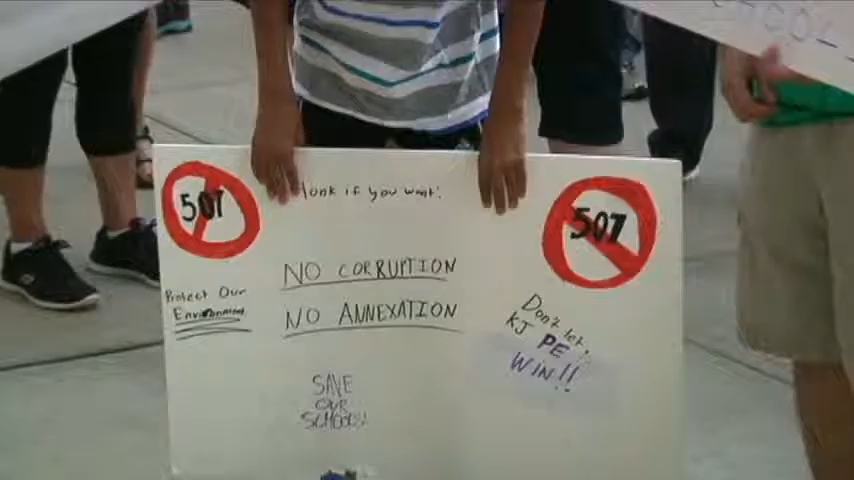 507
Honk if you want!
507
NO CORRUPTION
Protect Our
Environment
NO ANNEXATION
Don't let
KJ PE
WIN!!
SAVE
OUR
SCHOOLS!